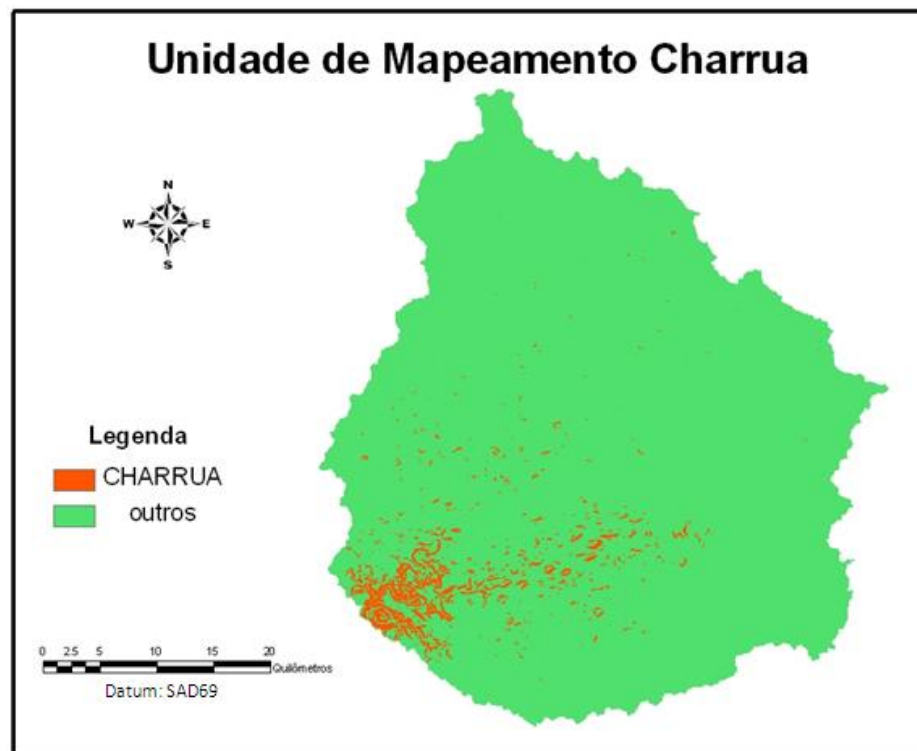 Unidade de Mapeamento Charrua
N
W E
S
Legenda
CHARRUA
outros
0 2.5 5 10 15 20
Quilômetros
Datum: SAD69